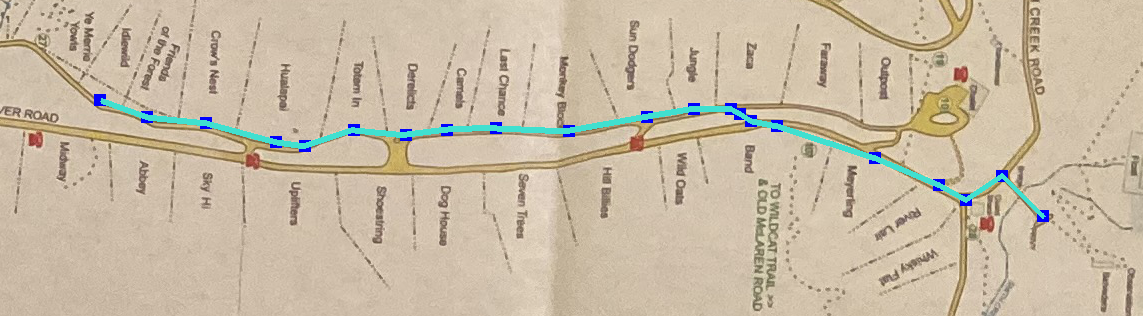 CREEK ROAD
Ye Merrie
Yowls
Idlewild
Friends
of the Forest
Crow's Nest
Hualapai
Totem In
Derelicts
Camels
Last Chance
Monkey Block
Sun Dodgers
Jungle
Zaca
Faraway
Outpost
VER ROAD
Midway
Abbey
Sky Hi
Uplifters
Shoestring
Dog House
Seven Trees
Hill Billies
Wild Oats
Band
Meyerling
River Lair
Whisky Flat
TO WILDCAT TRAIL >>
& OLD McLAREN ROAD